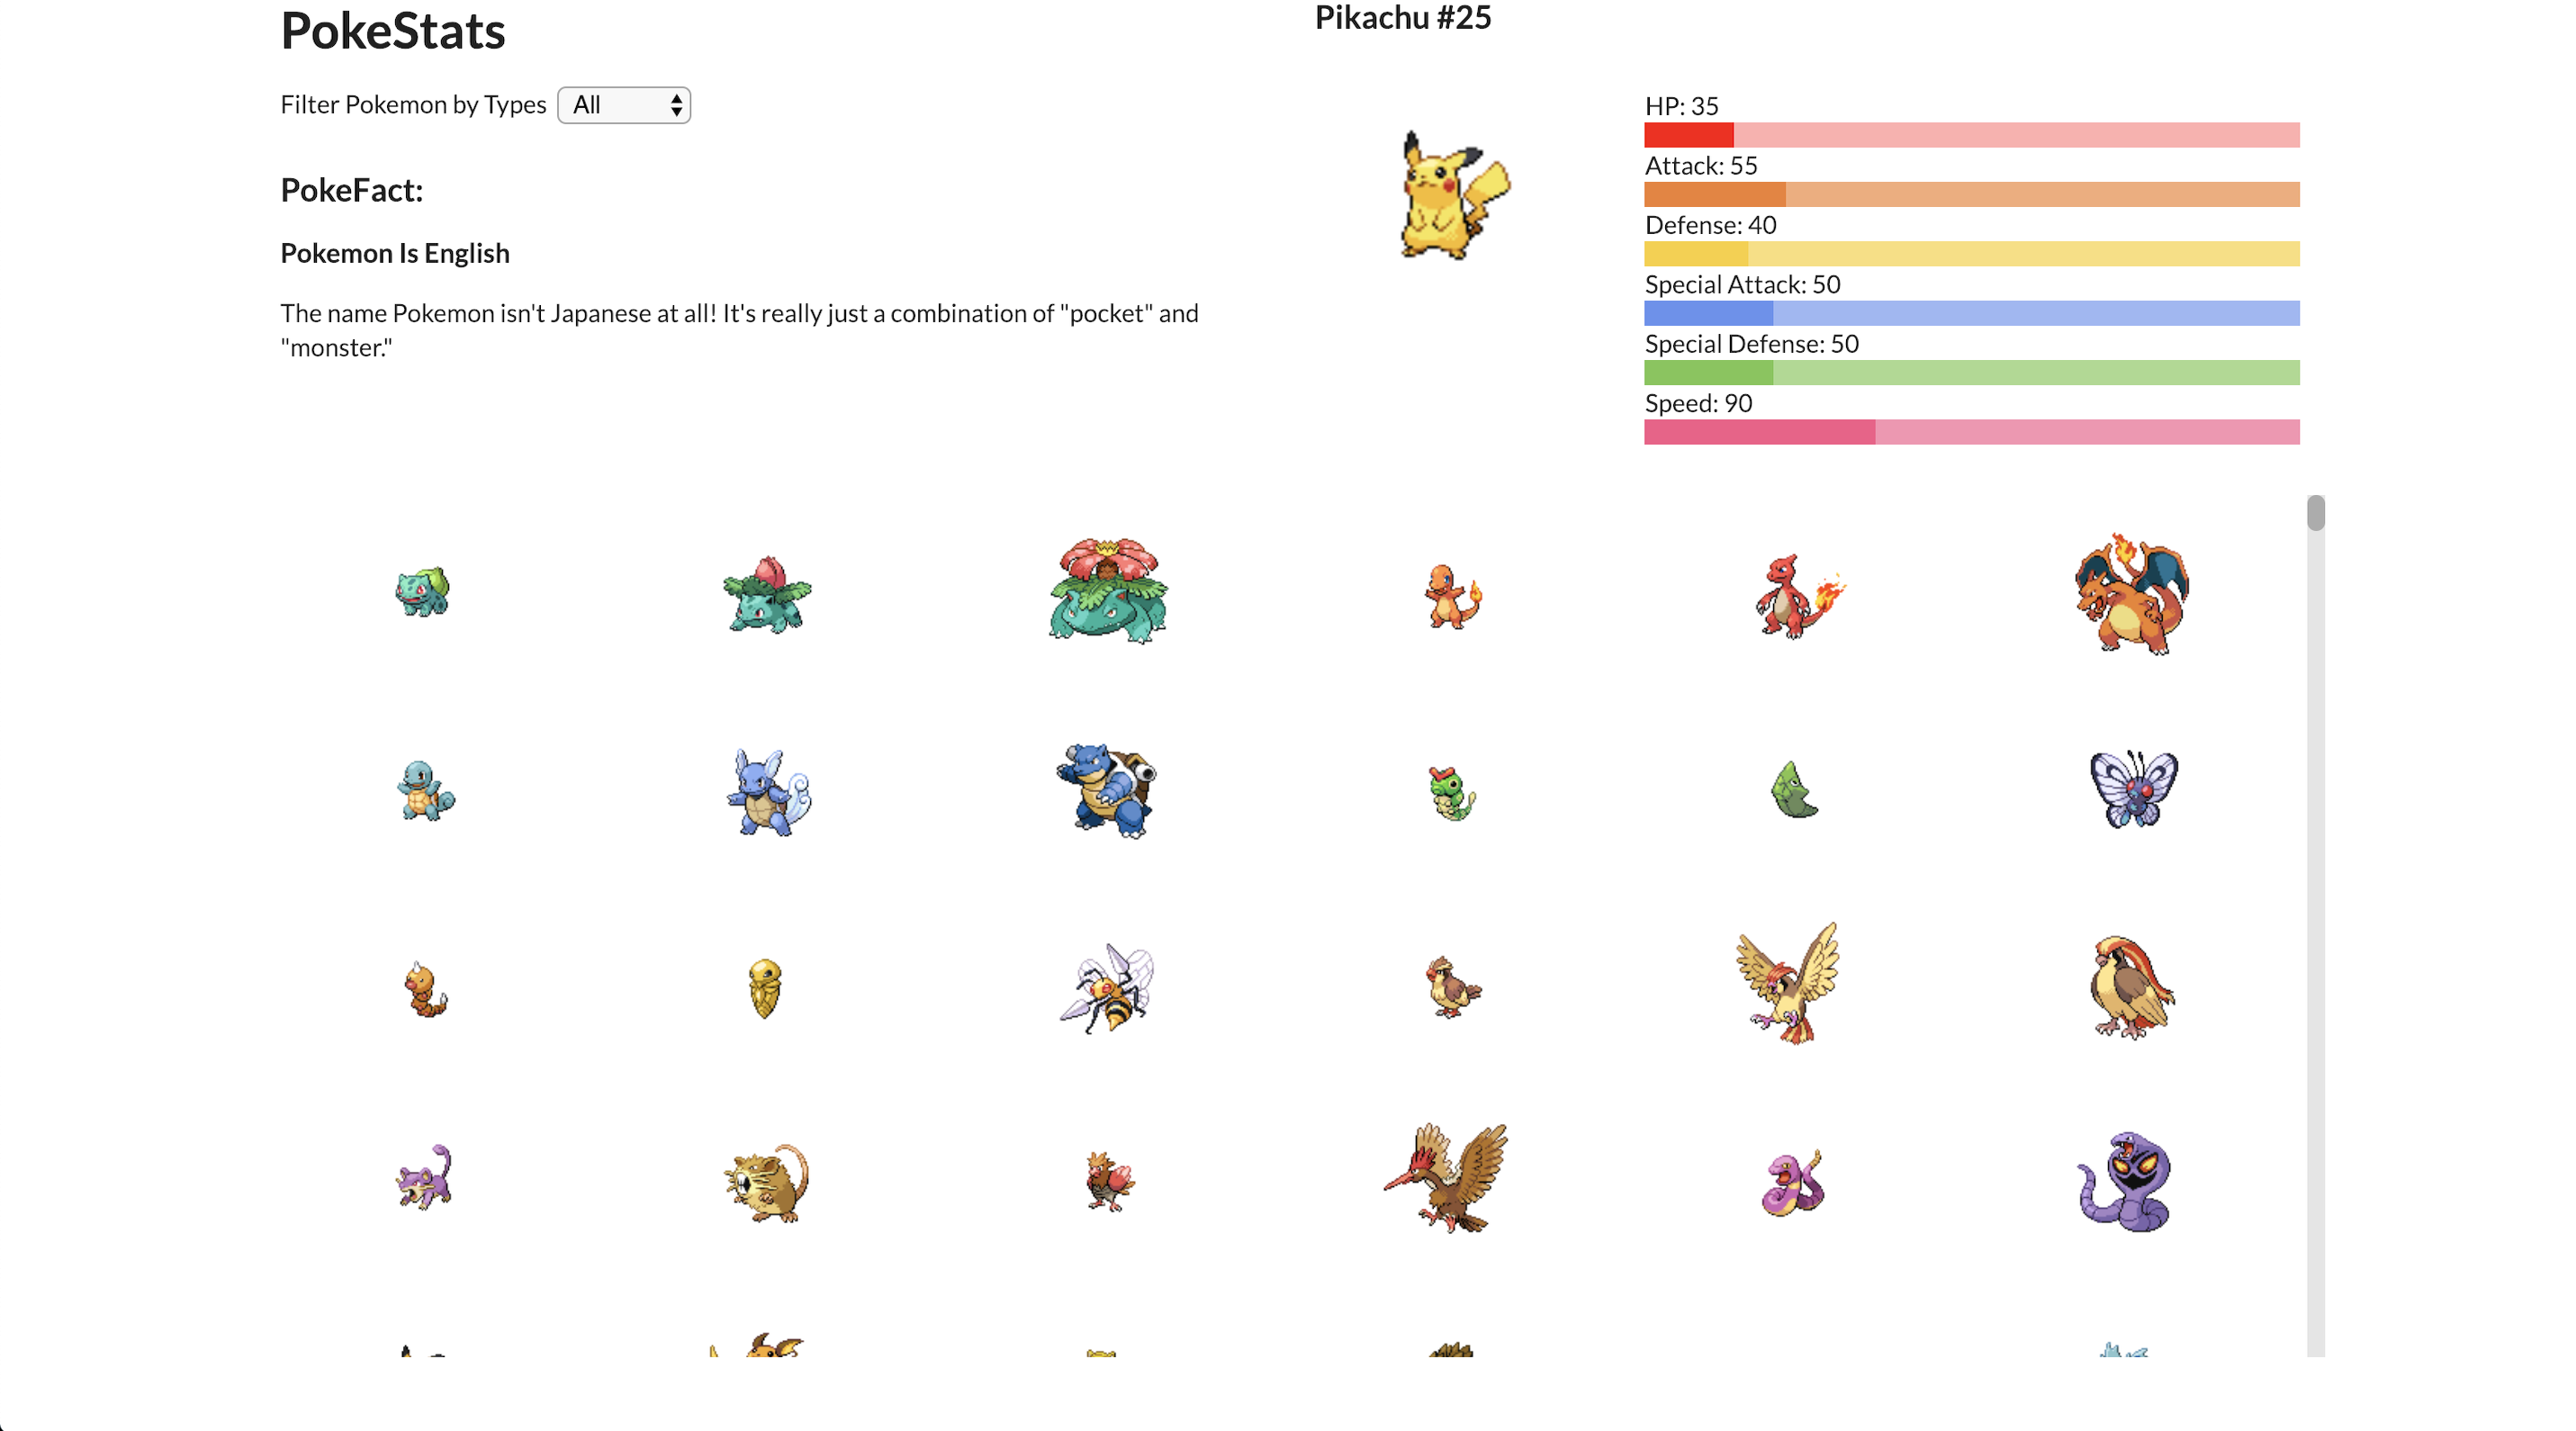 PokeStats
Filter Pokemon by Types All
PokeFact:
Pokemon Is English
The name Pokemon isn't Japanese at all! It's really just a combination of "pocket" and
"monster."
Pikachu #25
HP: 35
Attack: 55
Defense: 40
Special Attack: 50
Special Defense: 50
Speed: 90